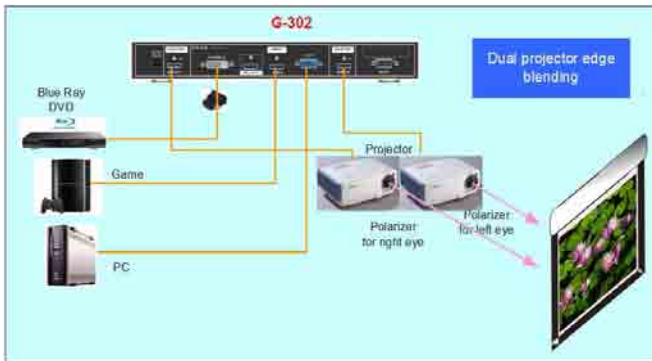 G-302
Dual projector edge
blending
Blue Ray
DVD
Projector
Game
Polarizer
for right eye
Polarizer
for left eye
PC